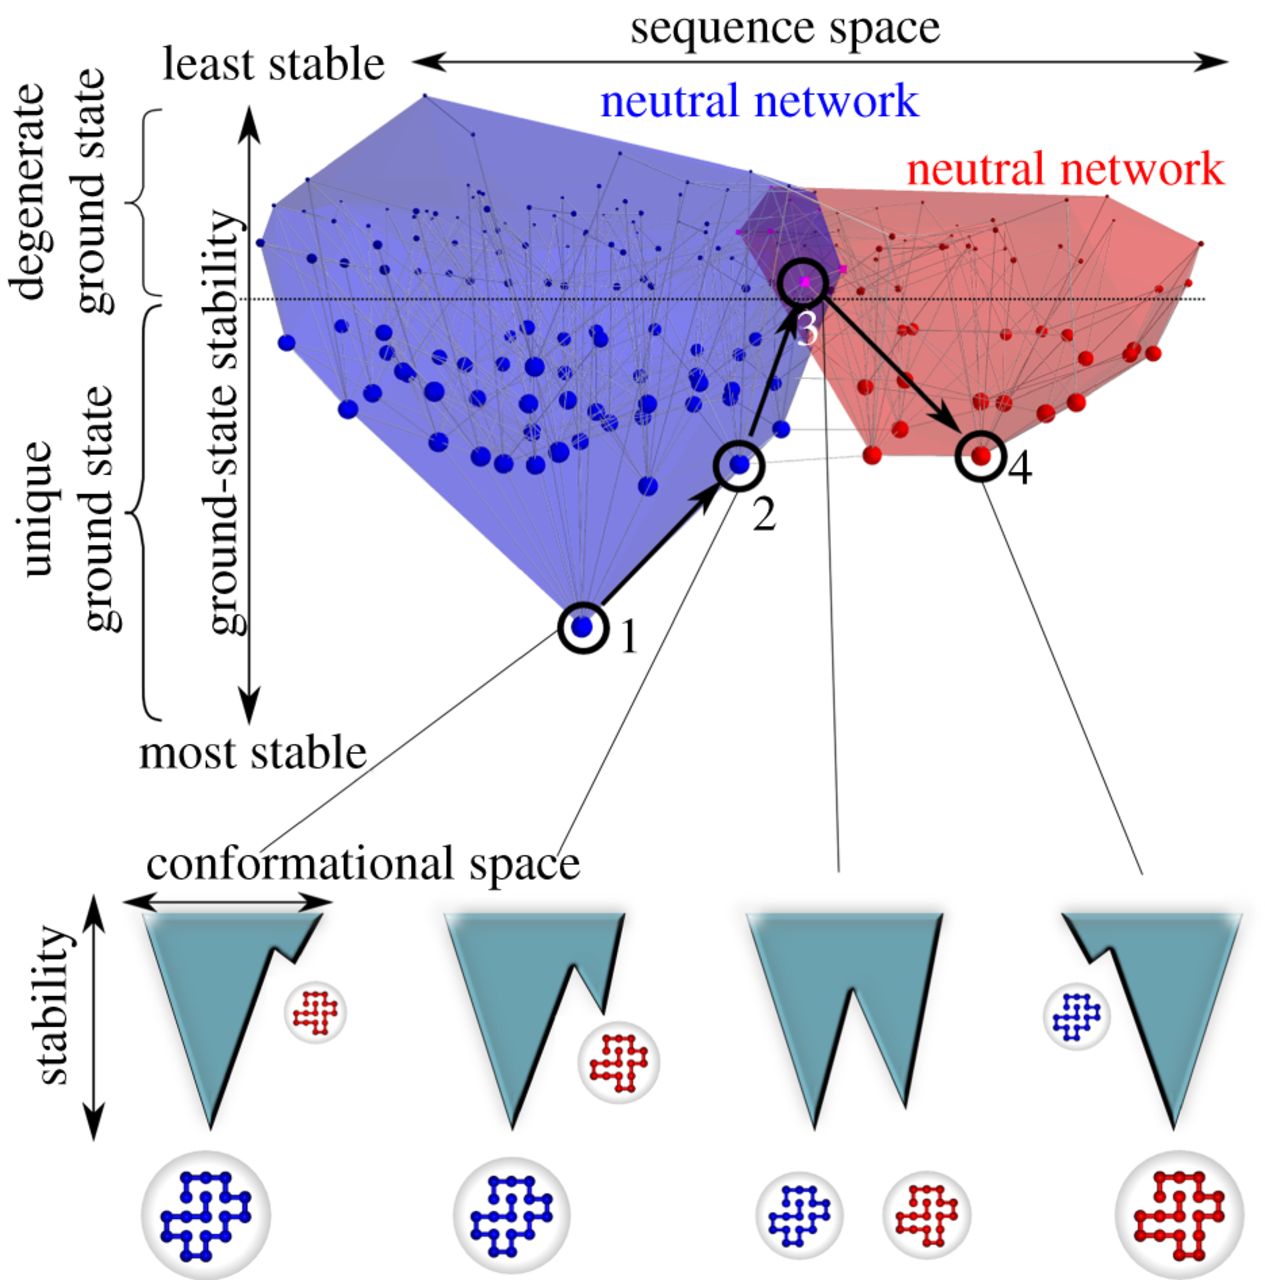 sequence space
least stable
neutral network
neutral network
degenerate
ground state
unique
ground state
ground-state stability
3
4
2
1
most stable
conformational space
stability